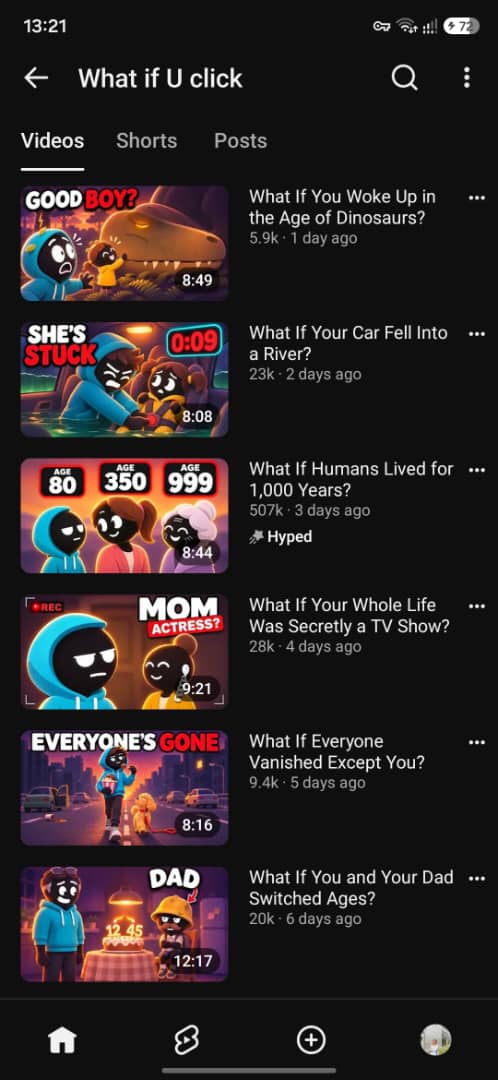 13:21
72
What if U click
Videos
Shorts
Posts
GOOD BOY?
8:49
What If You Woke Up in
the Age of Dinosaurs?
5.9k · 1 day ago
SHE'S
STUCK
0:09
8:08
What If Your Car Fell Into
a River?
23k · 2 days ago
AGE
80
AGE
350
AGE
999
8:44
What If Humans Lived for
1,000 Years?
507k · 3 days ago
Hyped
REC
MOM
ACTRESS?
9:21
What If Your Whole Life
Was Secretly a TV Show?
28k · 4 days ago
EVERYONE'S GONE
8:16
What If Everyone
Vanished Except You?
9.4k · 5 days ago
DAD
12 45
12:17
What If You and Your Dad
Switched Ages?
20k · 6 days ago